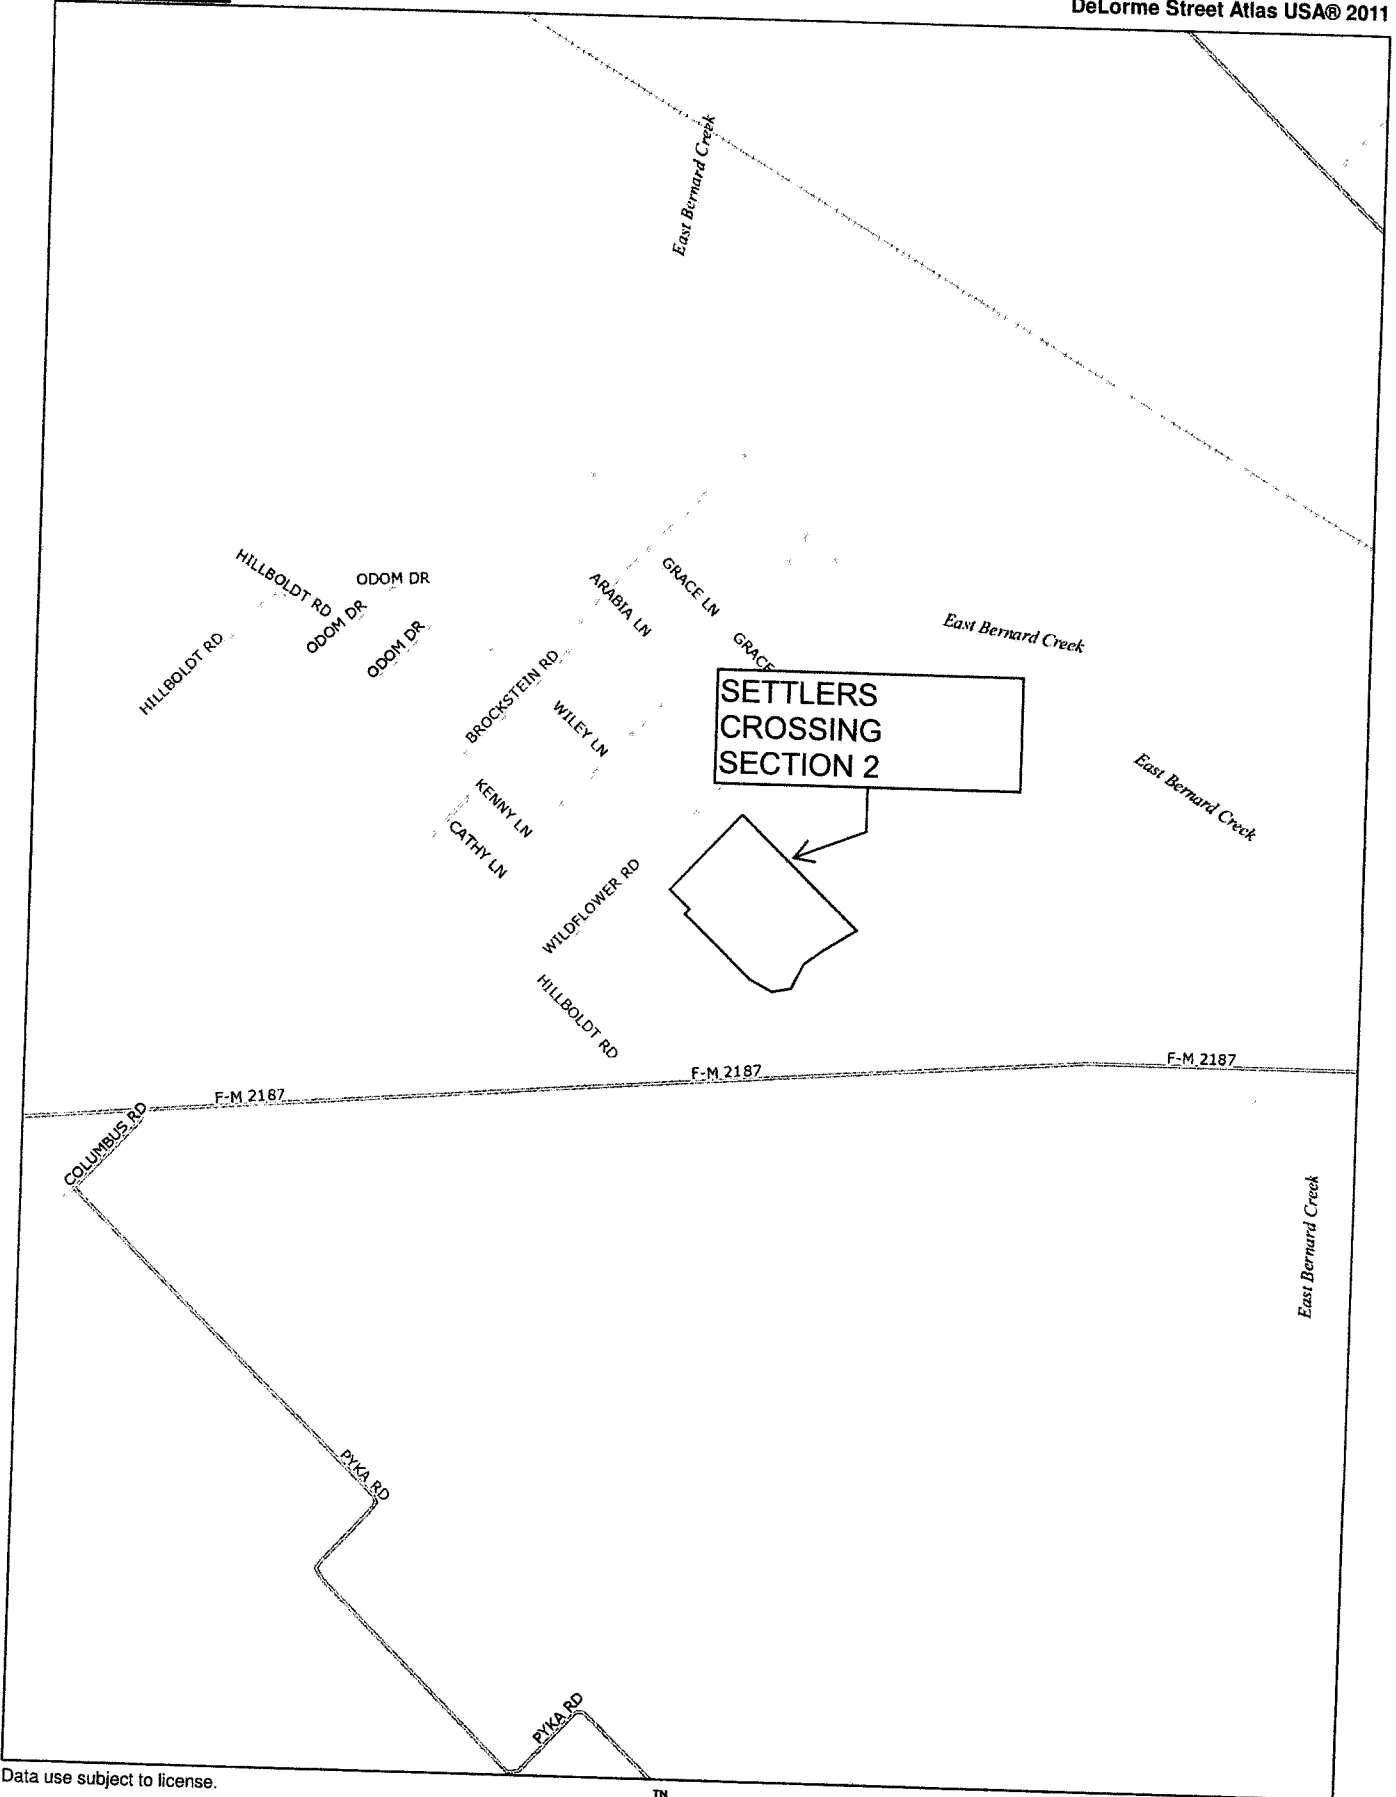 DeLorme Street Atlas USA® 2011
East Bernard Creek
HILLBOLDT RD
ODOM DR
ODOM DR
ODOM DR
HILLBOLDT RD
ARABIA LN
GRACE LN
GRACE
East Bernard Creek
BROCKSTEIN RD
WILEY LN
SETTLERS
CROSSING
SECTION 2
East Bernard Creek
KENNY LN
CATHY LN
WILDFLOWER RD
HILLBOLDT RD
F-M 2187
F-M 2187
F-M 2187
COLUMBUS RD
East Bernard Creek
PYKA RD
PYKA RD
Data use subject to license.
TN